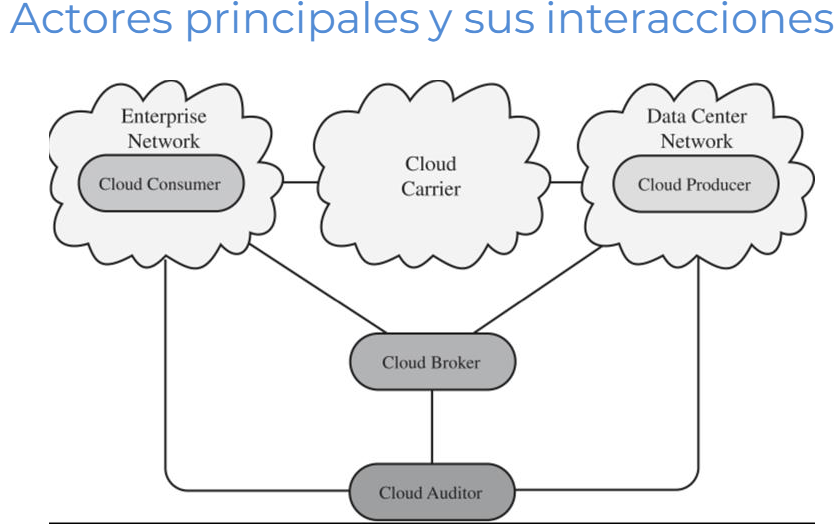 Actores principales y sus interacciones
Enterprise
Network
Cloud Consumer
Cloud
Carrier
Data Center
Network
Cloud Producer
Cloud Broker
Cloud Auditor